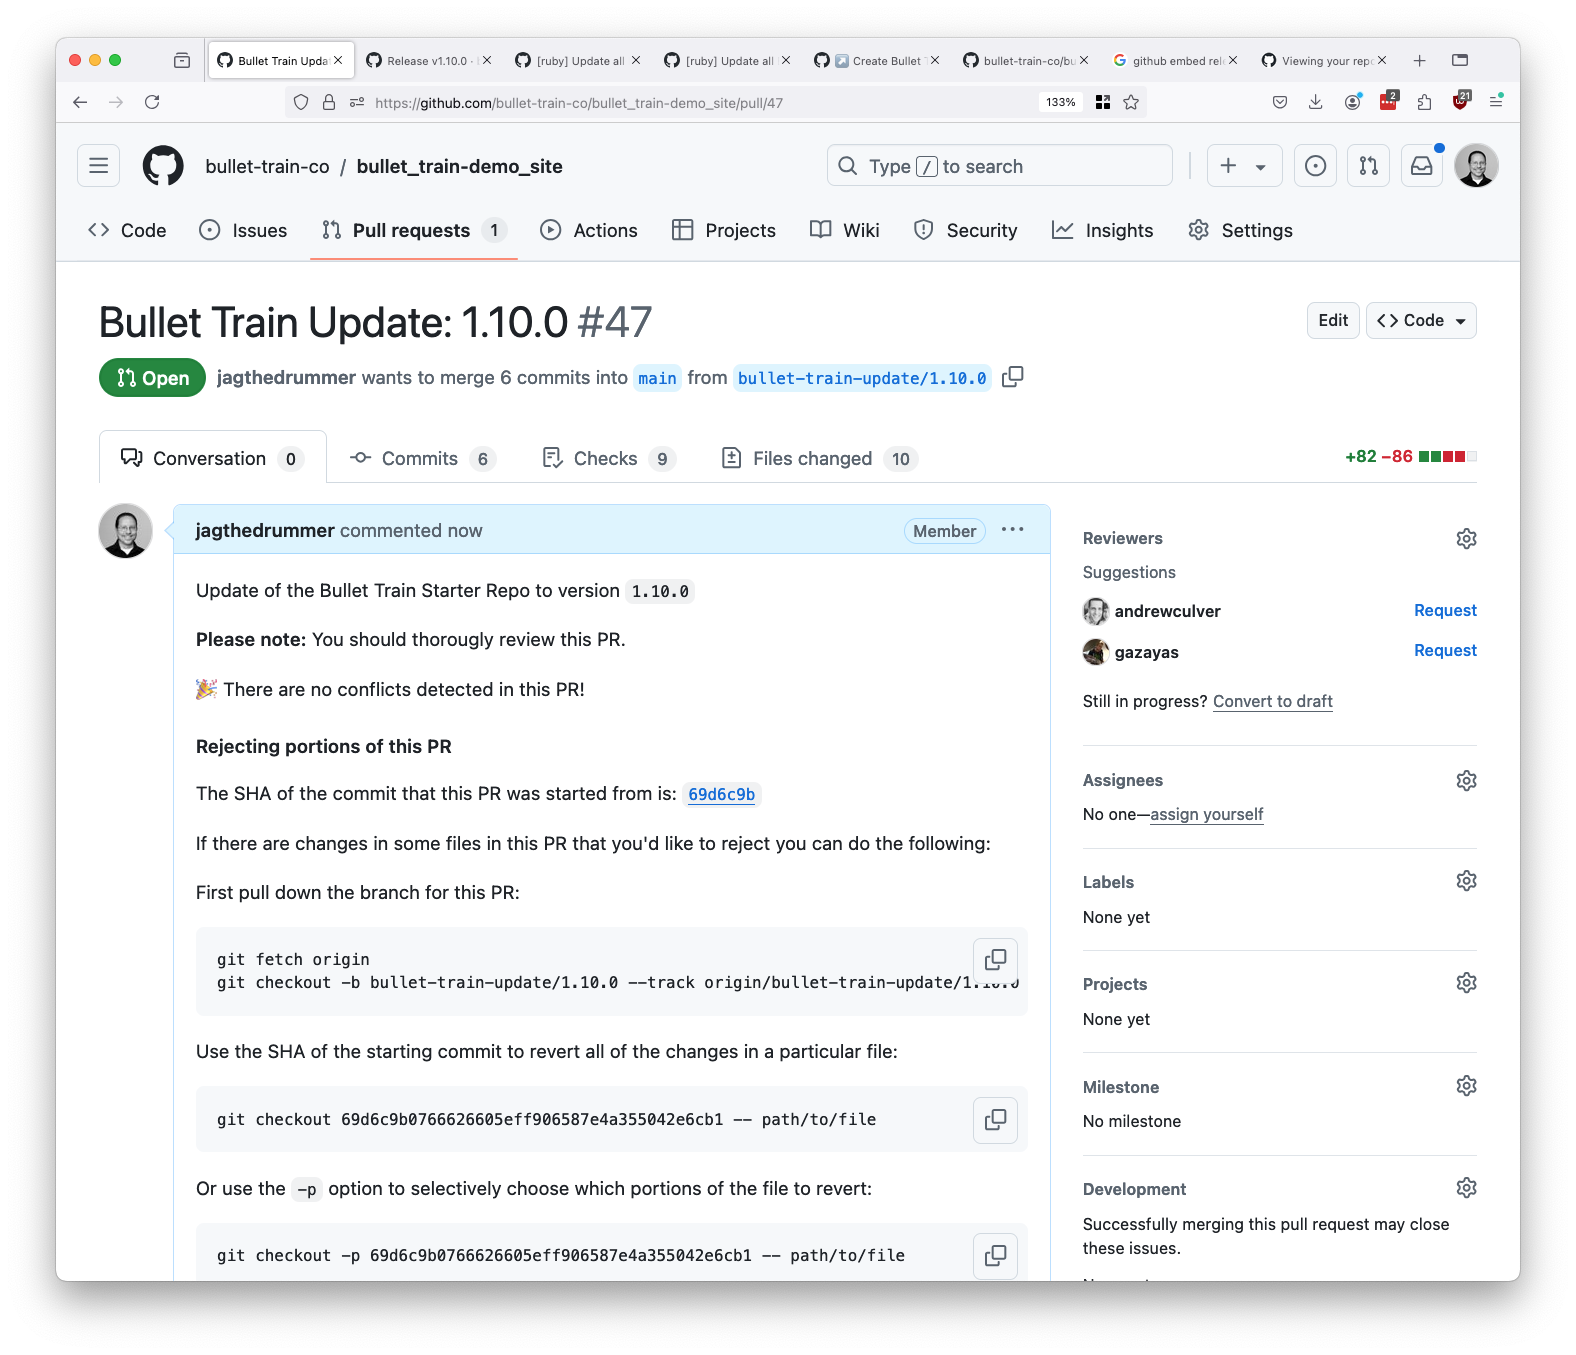 Bullet Train Upda
Release v1.10.0 ·
[ruby] Update all
[ruby] Update all
Create Bullet T
bullet-train-co/bu
github embed rele
Viewing your repo
https://github.com/bullet-train-co/bullet_train-demo_site/pull/47
133%
2
21
bullet-train-co / bullet_train-demo_site
Type / to search
Code
Issues
Pull requests 1
Actions
Projects
Wiki
Security
Insights
Settings
Bullet Train Update: 1.10.0 #47
Edit
Code
Open
jagthedrummer wants to merge 6 commits into main from bullet-train-update/1.10.0
Conversation 0
Commits 6
Checks 9
Files changed 10
+82 −86
jagthedrummer commented now
Member
Update of the Bullet Train Starter Repo to version 1.10.0
Please note: You should thorougly review this PR.
🎉 There are no conflicts detected in this PR!
Rejecting portions of this PR
The SHA of the commit that this PR was started from is: 69d6c9b
If there are changes in some files in this PR that you'd like to reject you can do the following:
First pull down the branch for this PR:
git fetch origin
git checkout -b bullet-train-update/1.10.0 --track origin/bullet-train-update/1.10.0
Use the SHA of the starting commit to revert all of the changes in a particular file:
git checkout 69d6c9b0766626605eff906587e4a355042e6cb1 -- path/to/file
Or use the -p option to selectively choose which portions of the file to revert:
git checkout -p 69d6c9b0766626605eff906587e4a355042e6cb1 -- path/to/file
Reviewers
Suggestions
andrewculver
Request
gazayas
Request
Still in progress? Convert to draft
Assignees
No one—assign yourself
Labels
None yet
Projects
None yet
Milestone
No milestone
Development
Successfully merging this pull request may close
these issues.